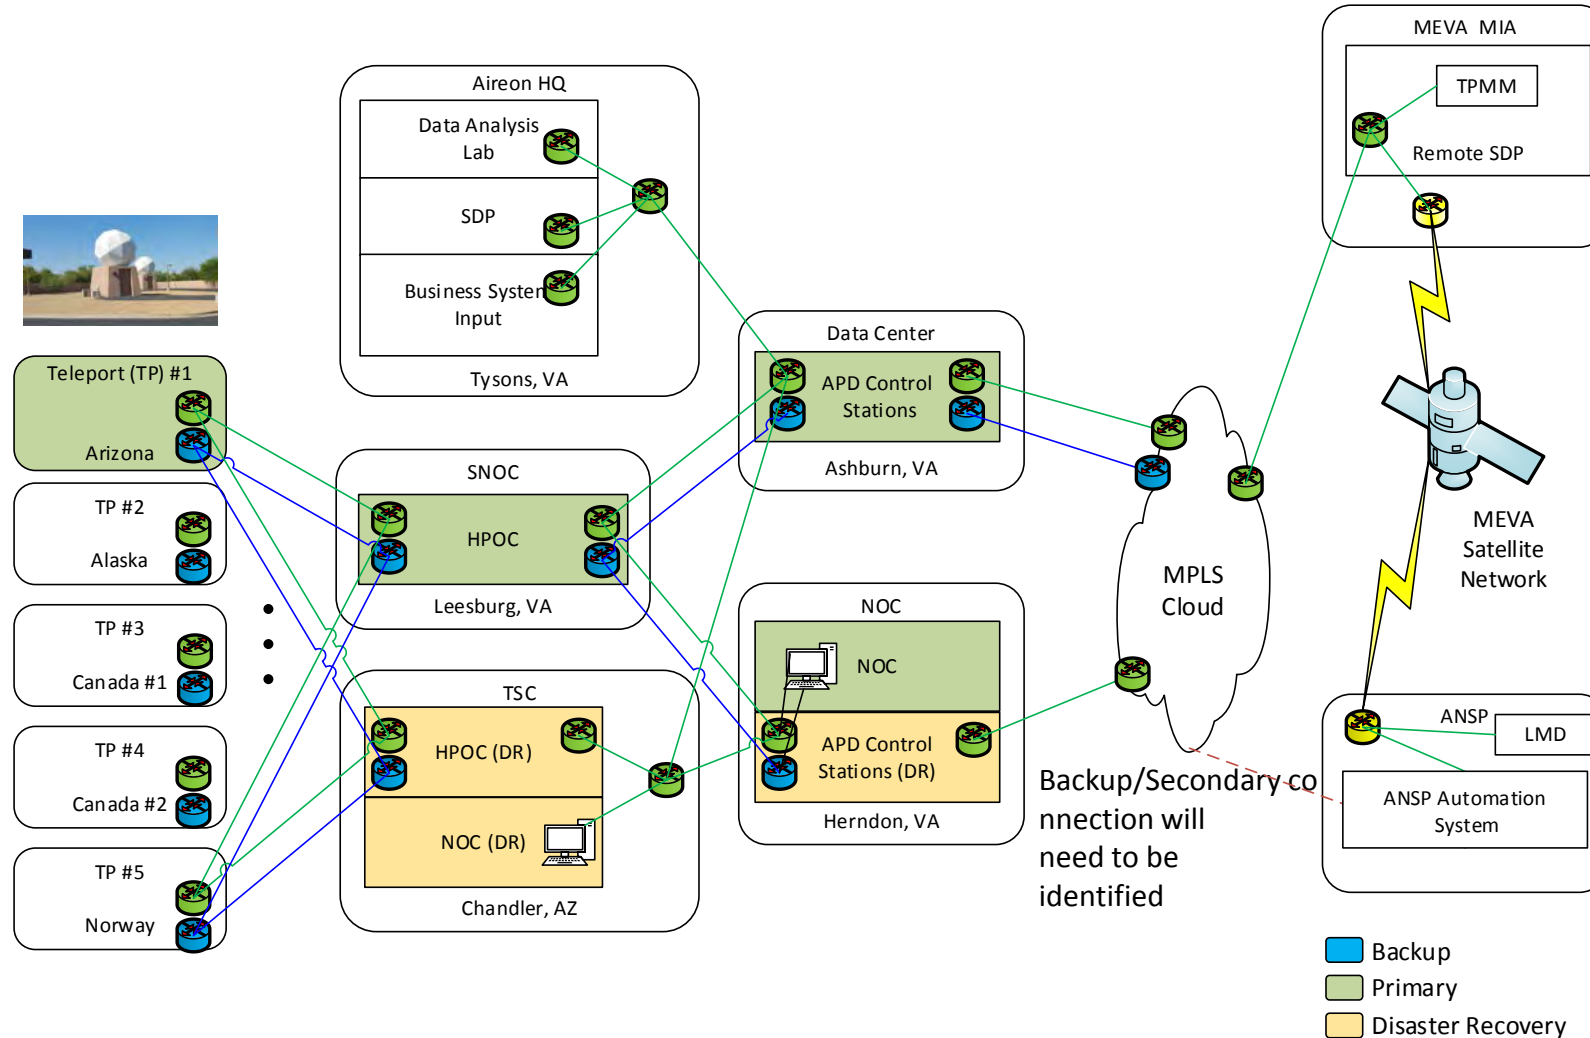 MEVA MIA
TPMM
Remote SDP
Aireon HQ
Data Analysis
Lab
SDP
Business System
Input
Tysons, VA
Teleport (TP) #1
Arizona
TP #2
Alaska
TP #3
Canada #1
TP #4
Canada #2
TP #5
Norway
SNOC
HPOC
Leesburg, VA
TSC
HPOC (DR)
NOC (DR)
Chandler, AZ
Data Center
APD Control
Stations
Ashburn, VA
NOC
NOC
APD Control
Stations (DR)
Herndon, VA
MPLS
Cloud
MEVA
Satellite
Network
Backup/Secondary co
nnection will
need to be
identified
ANSP
LMD
ANSP Automation
System
Backup
Primary
Disaster Recovery